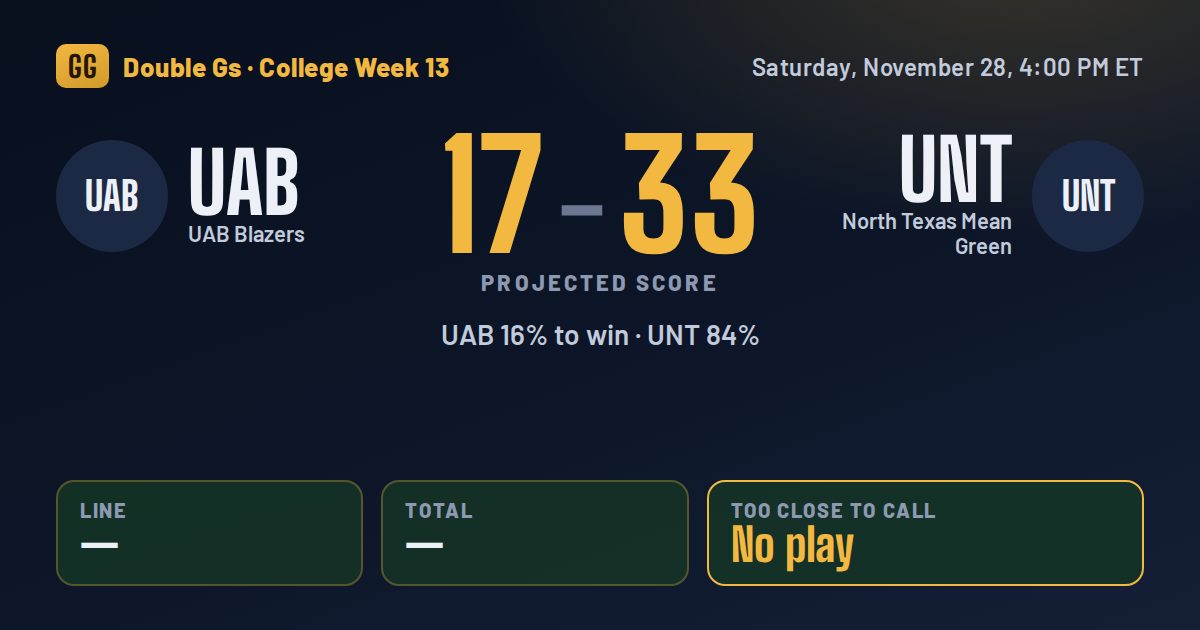 GG Double Gs · College Week 13
Saturday, November 28, 4:00 PM ET
UAB
UAB
UAB Blazers
17 – 33
PROJECTED SCORE
UAB 16% to win · UNT 84%
UNT
North Texas Mean
Green
UNT
LINE
—
TOTAL
—
TOO CLOSE TO CALL
No play